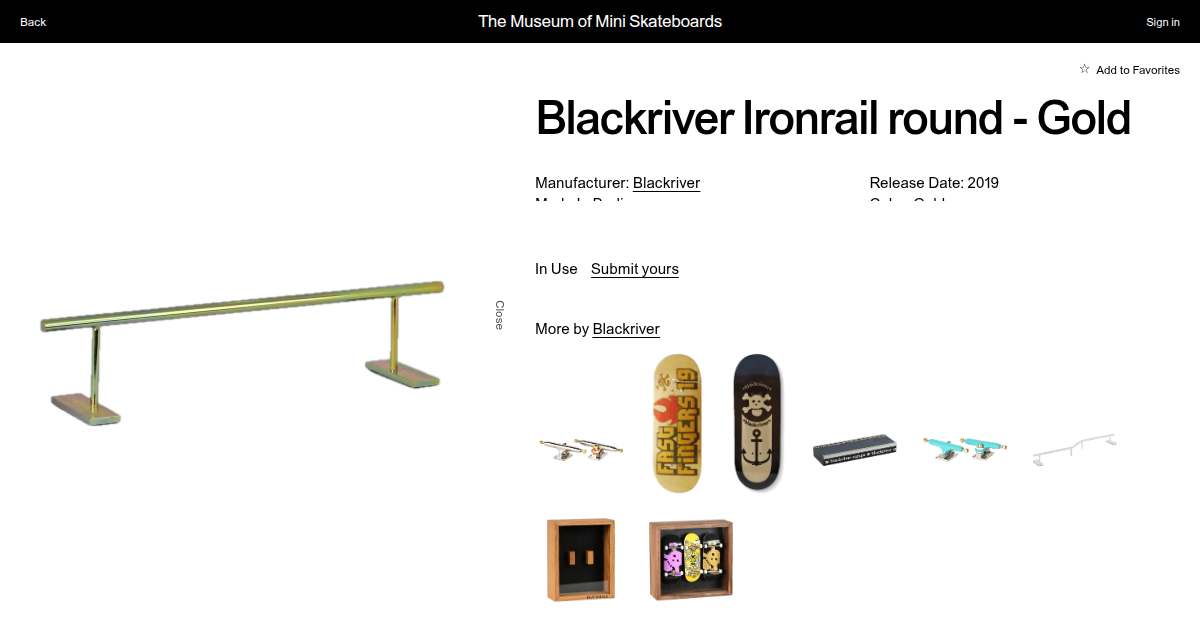 Back
The Museum of Mini Skateboards
Sign in
☆ Add to Favorites
Blackriver Ironrail round - Gold
Manufacturer: Blackriver
Release Date: 2019
In Use Submit yours
Close
More by Blackriver
FAST
FINGERS 19